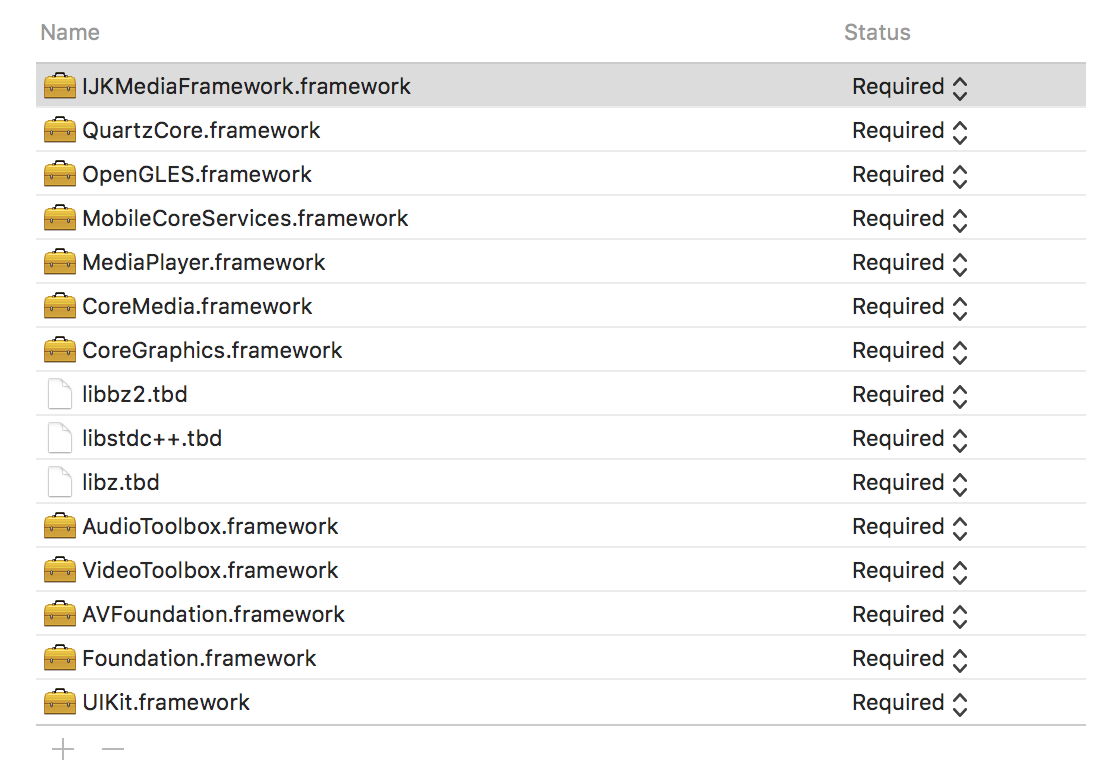 Name Status
IJKMediaFramework.framework Required
QuartzCore.framework Required
OpenGLES.framework Required
MobileCoreServices.framework Required
MediaPlayer.framework Required
CoreMedia.framework Required
CoreGraphics.framework Required
libbz2.tbd Required
libstdc++.tbd Required
libz.tbd Required
AudioToolbox.framework Required
VideoToolbox.framework Required
AVFoundation.framework Required
Foundation.framework Required
UIKit.framework Required